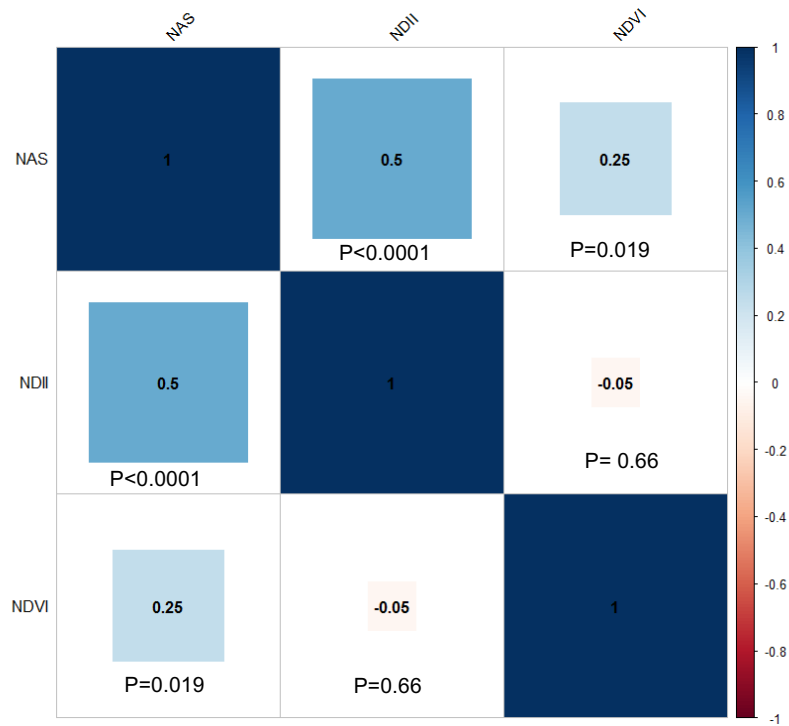 NAS NDII NDVI
NAS 1 0.5 0.25
P<0.0001 P=0.019
NDII 0.5 1 -0.05
P<0.0001 P= 0.66
NDVI 0.25 -0.05 1
P=0.019 P=0.66
1
0.8
0.6
0.4
0.2
0
-0.2
-0.4
-0.6
-0.8
-1